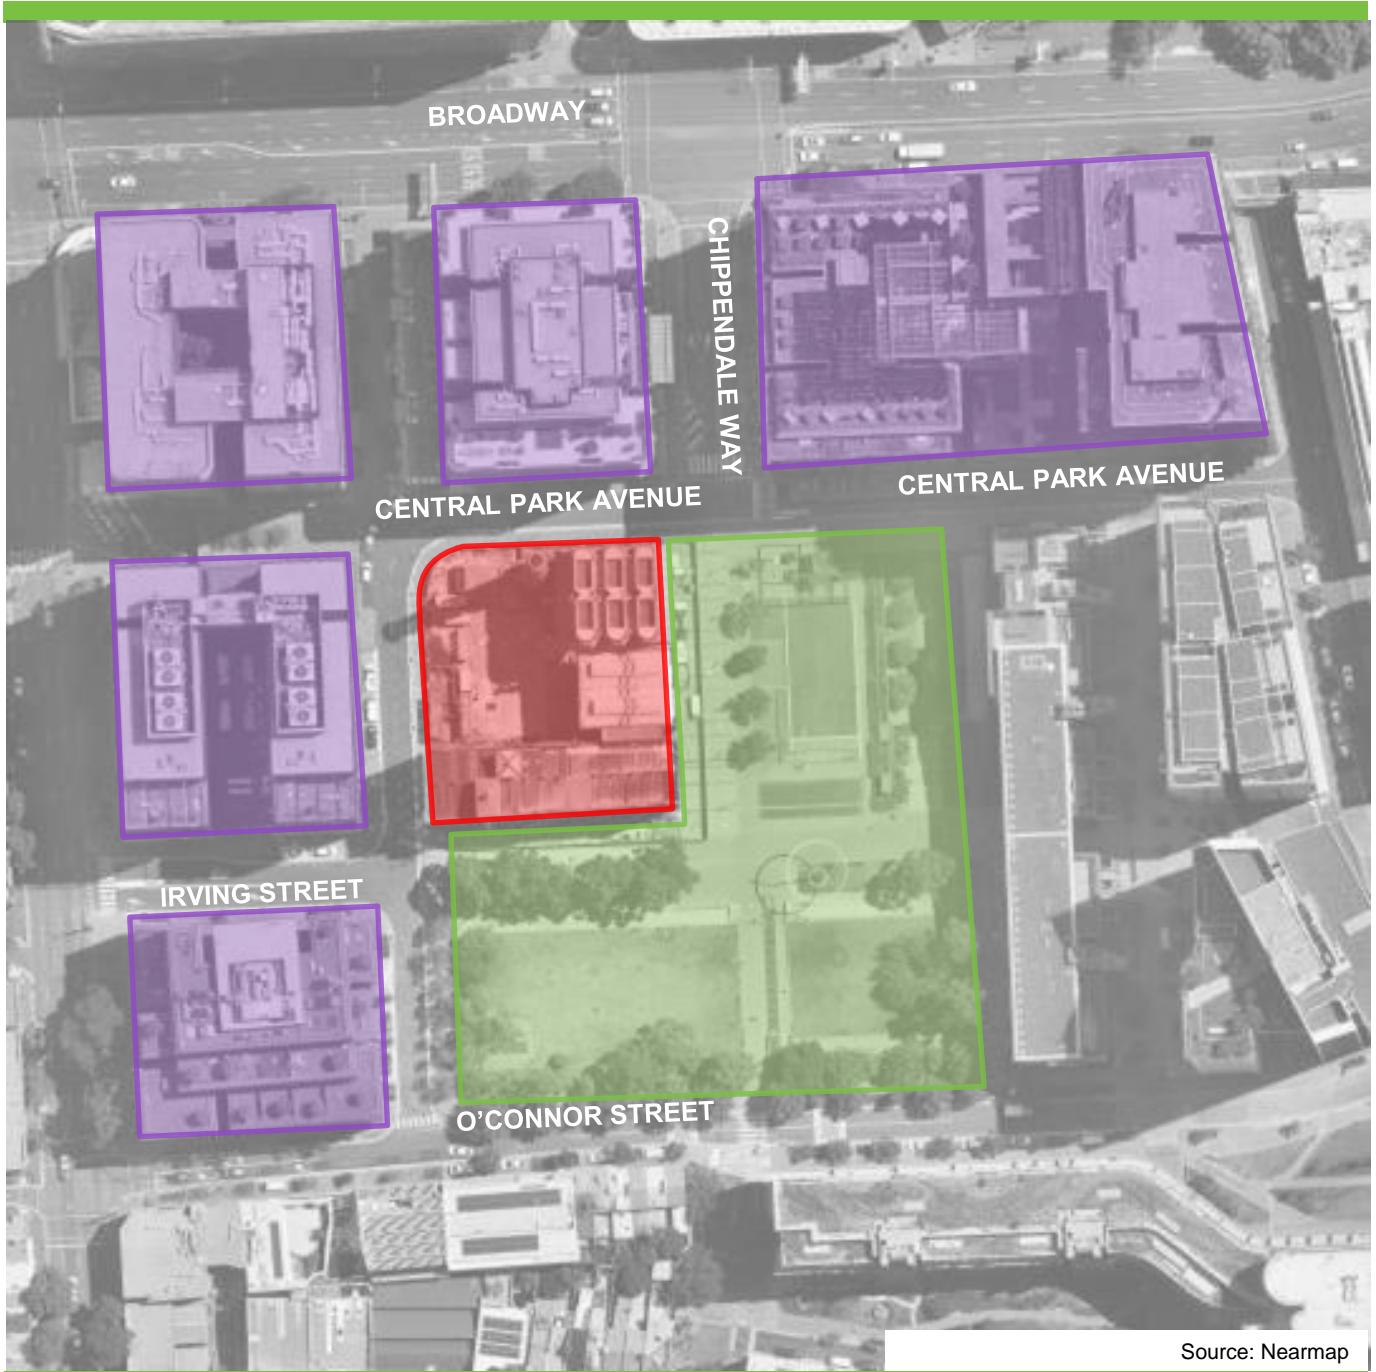 BROADWAY
CHIPPENDALE WAY
CENTRAL PARK AVENUE
CENTRAL PARK AVENUE
IRVING STREET
O’CONNOR STREET
Source: Nearmap